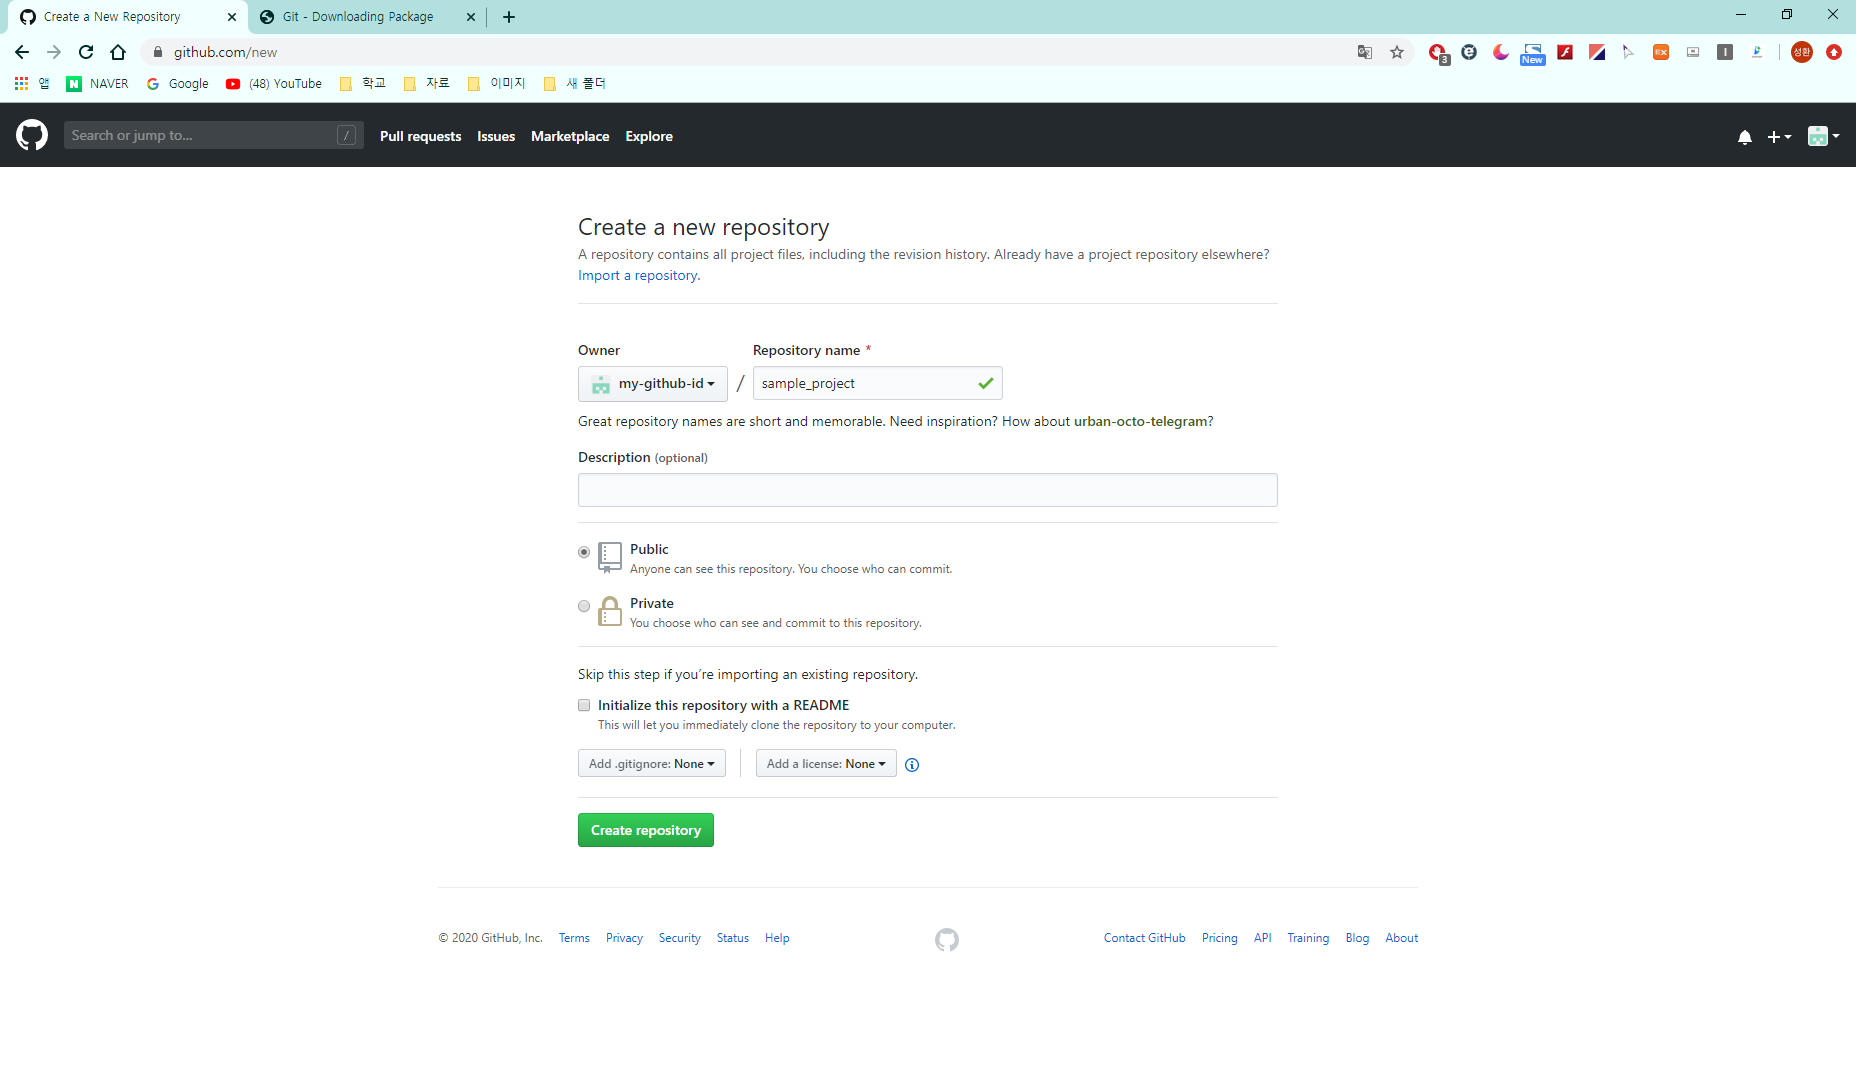 Create a New Repository
Git - Downloading Package
github.com/new
3
New
EX
성환
앱
NAVER
Google
(48) YouTube
학교
자료
이미지
새 폴더
Search or jump to...
/
Pull requests
Issues
Marketplace
Explore
Create a new repository
A repository contains all project files, including the revision history. Already have a project repository elsewhere?
Import a repository.
Owner
Repository name *
my-github-id
/
sample_project
Great repository names are short and memorable. Need inspiration? How about urban-octo-telegram?
Description (optional)
Public
Anyone can see this repository. You choose who can commit.
Private
You choose who can see and commit to this repository.
Skip this step if you’re importing an existing repository.
Initialize this repository with a README
This will let you immediately clone the repository to your computer.
Add .gitignore: None
Add a license: None
Create repository
© 2020 GitHub, Inc.
Terms
Privacy
Security
Status
Help
Contact GitHub
Pricing
API
Training
Blog
About